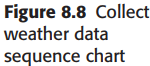 Figure 8.8 Collect
weather data
sequence chart